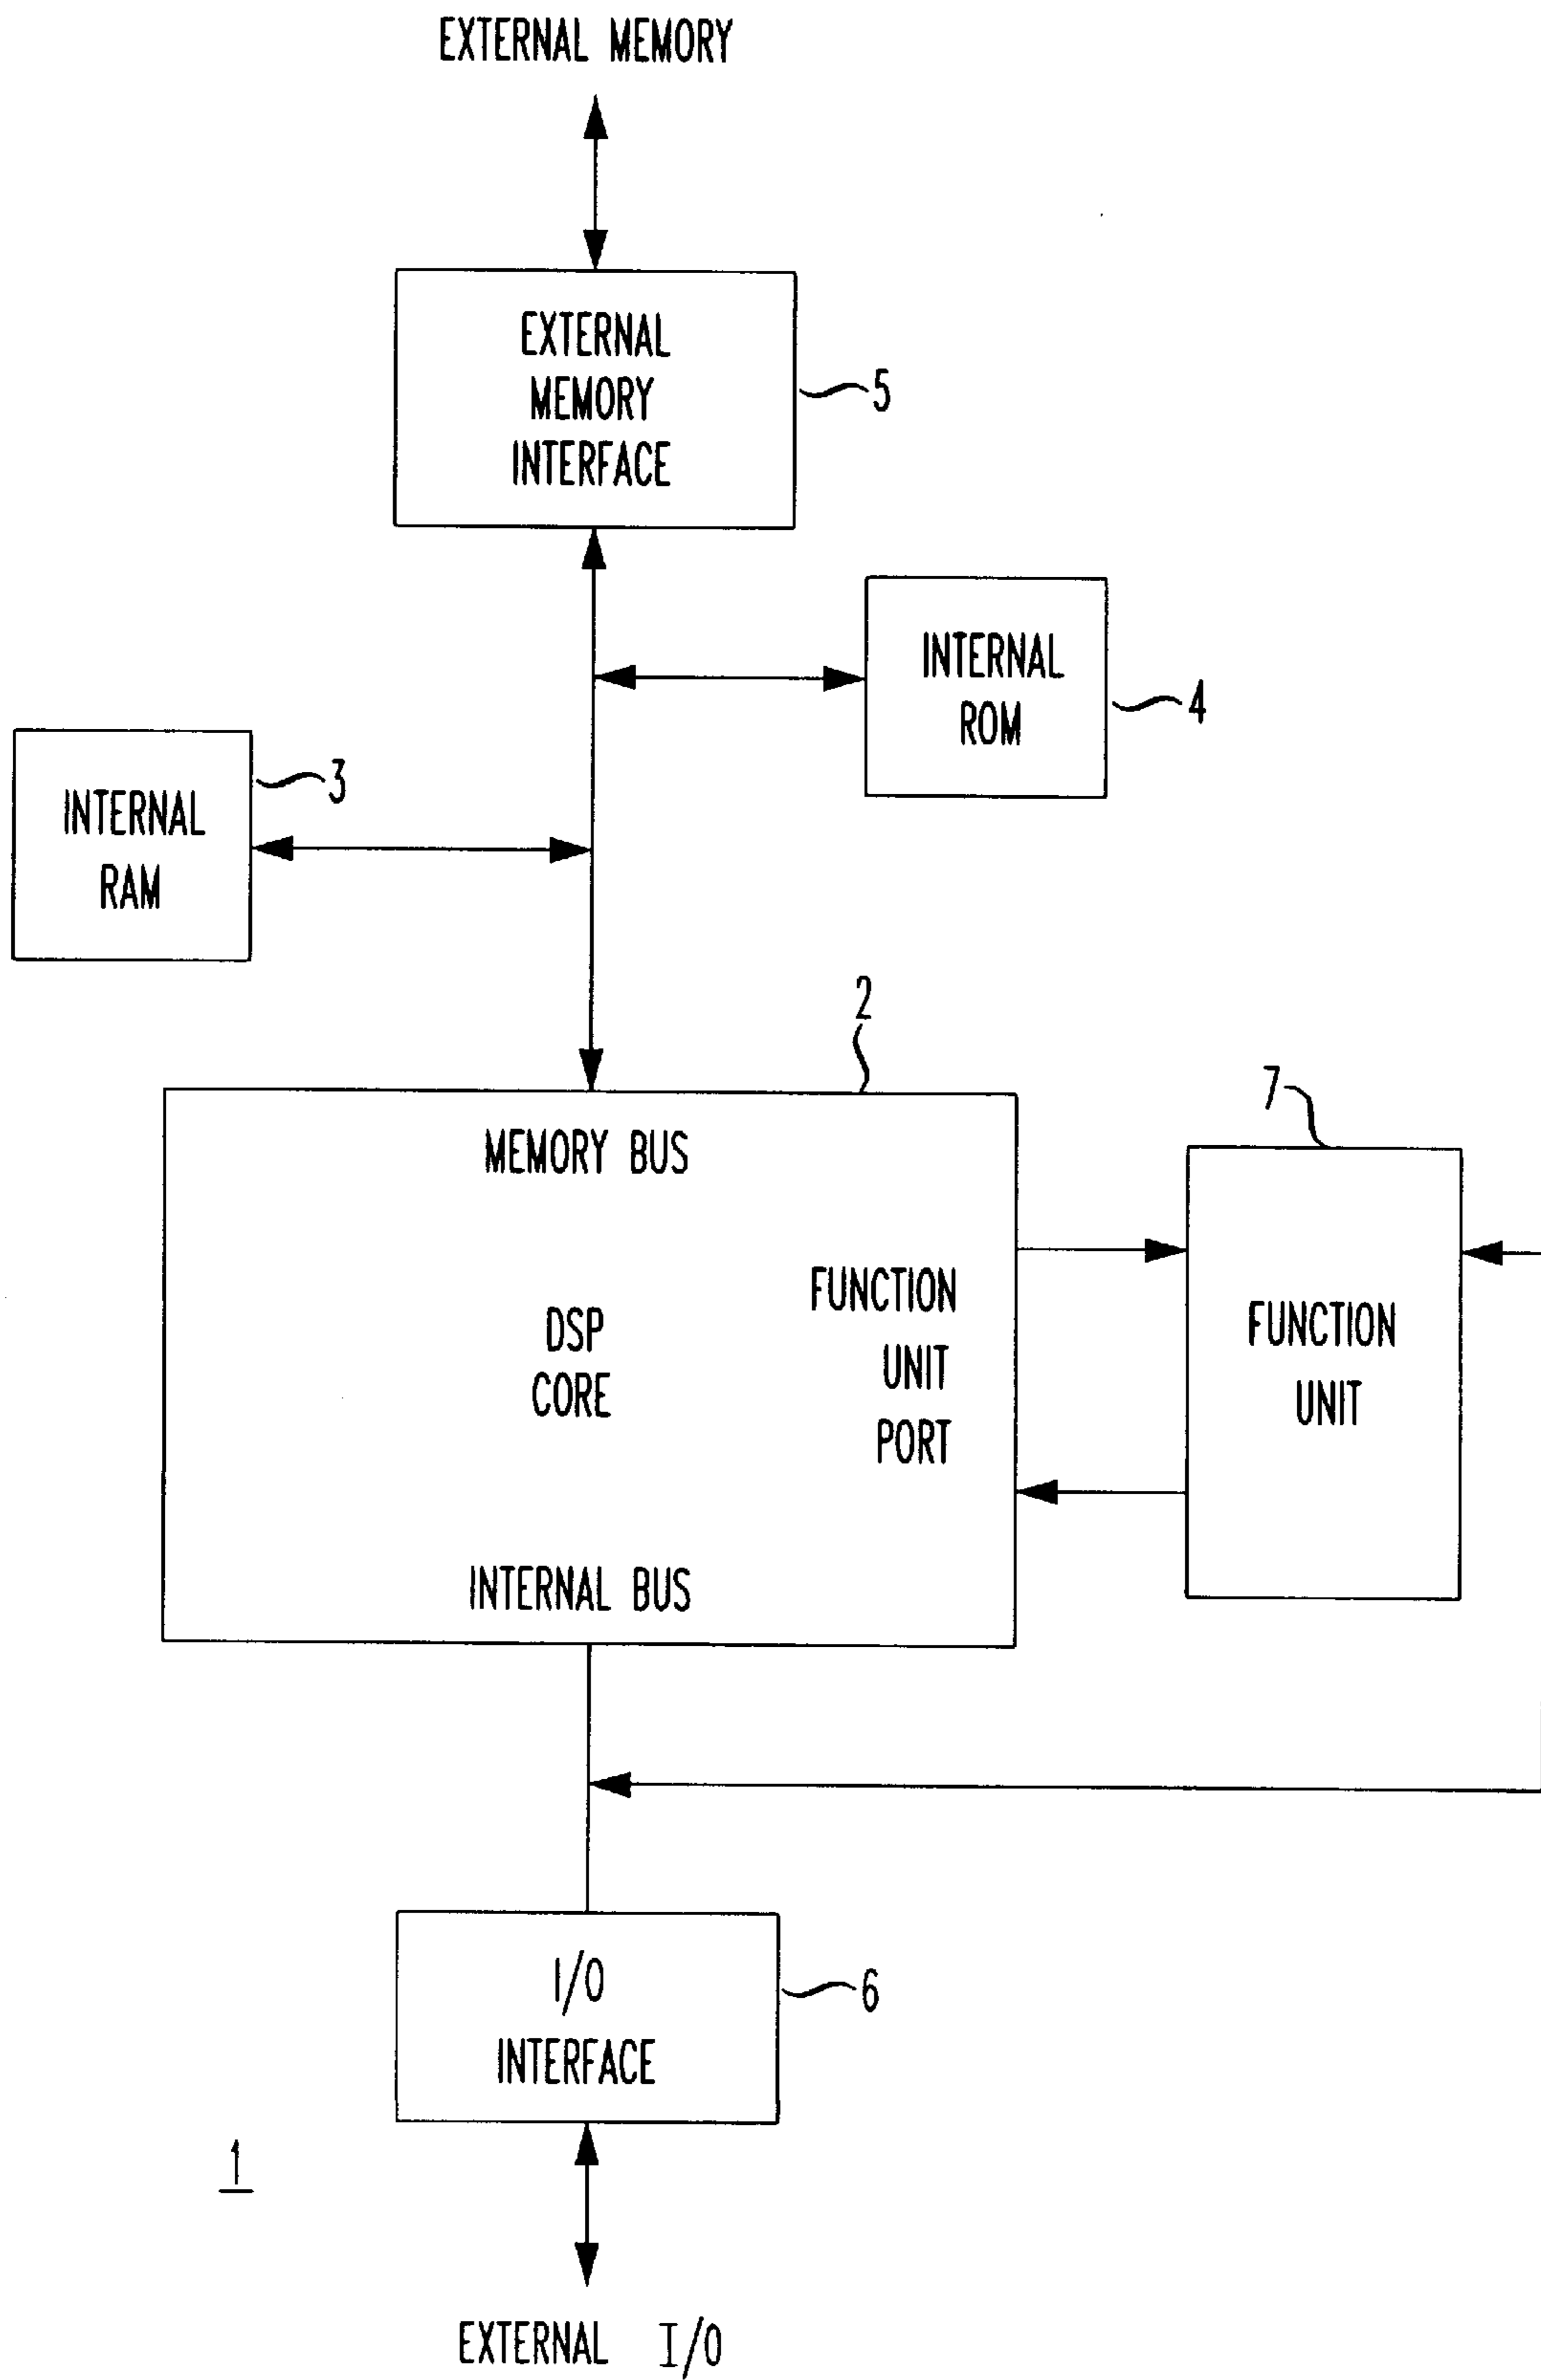 EXTERNAL MEMORY
EXTERNAL
MEMORY
INTERFACE
5
INTERNAL
ROM
4
3
INTERNAL
RAM
2
7
MEMORY BUS
FUNCTION
UNIT
PORT
DSP
CORE
FUNCTION
UNIT
INTERNAL BUS
I/O
INTERFACE
6
1
EXTERNAL I/O